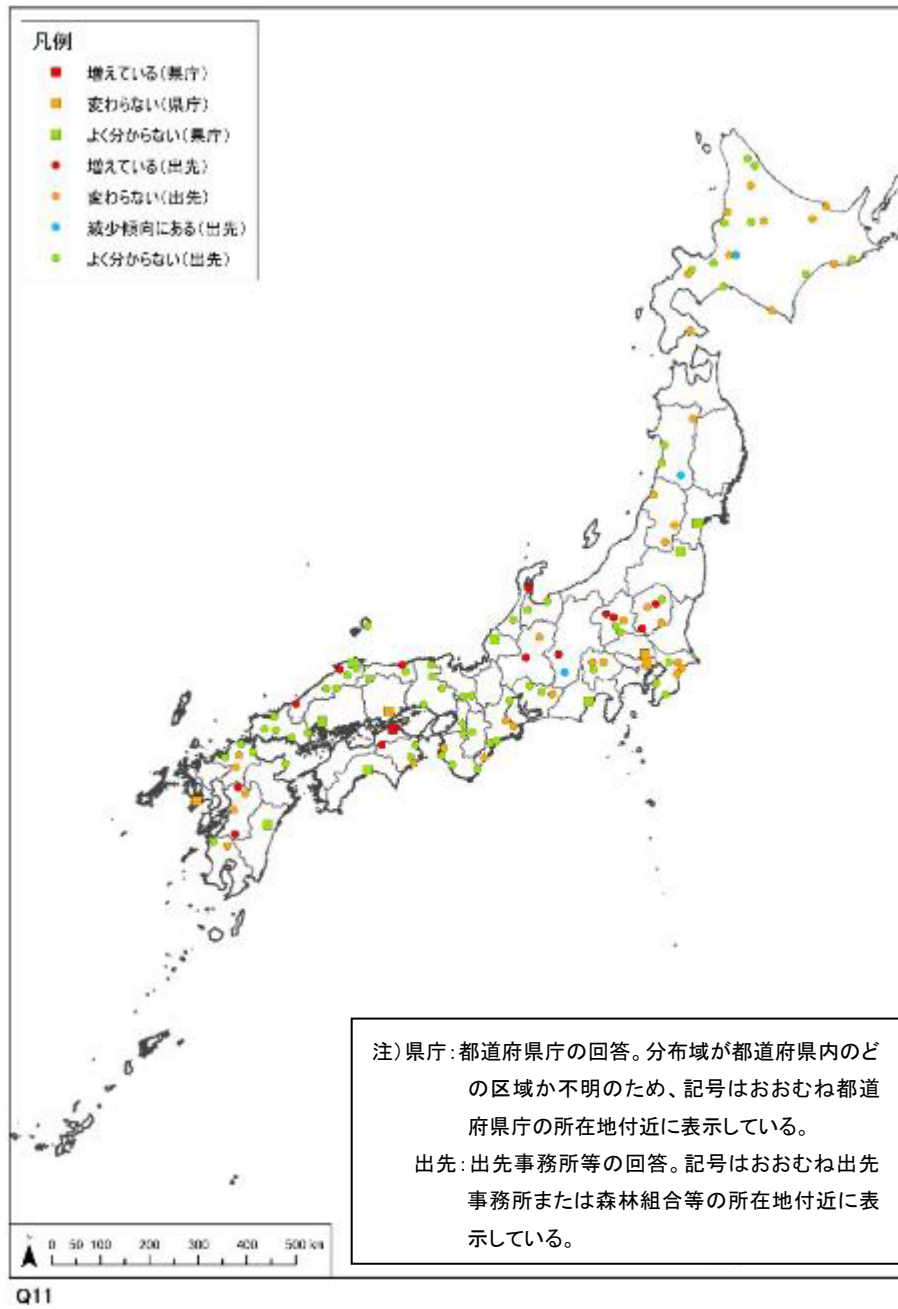 凡例
増えている(県庁)
変わらない(県庁)
よく分からない(県庁)
増えている(出先)
変わらない(出先)
減少傾向にある(出先)
よく分からない(出先)
注)県庁:都道府県庁の回答。分布域が都道府県内のど
の区域か不明のため、記号はおおむね都道
府県庁の所在地付近に表示している。
出先:出先事務所等の回答。記号はおおむね出先
事務所または森林組合等の所在地付近に表
示している。
0 50 100 200 300 400 500 km
Q11